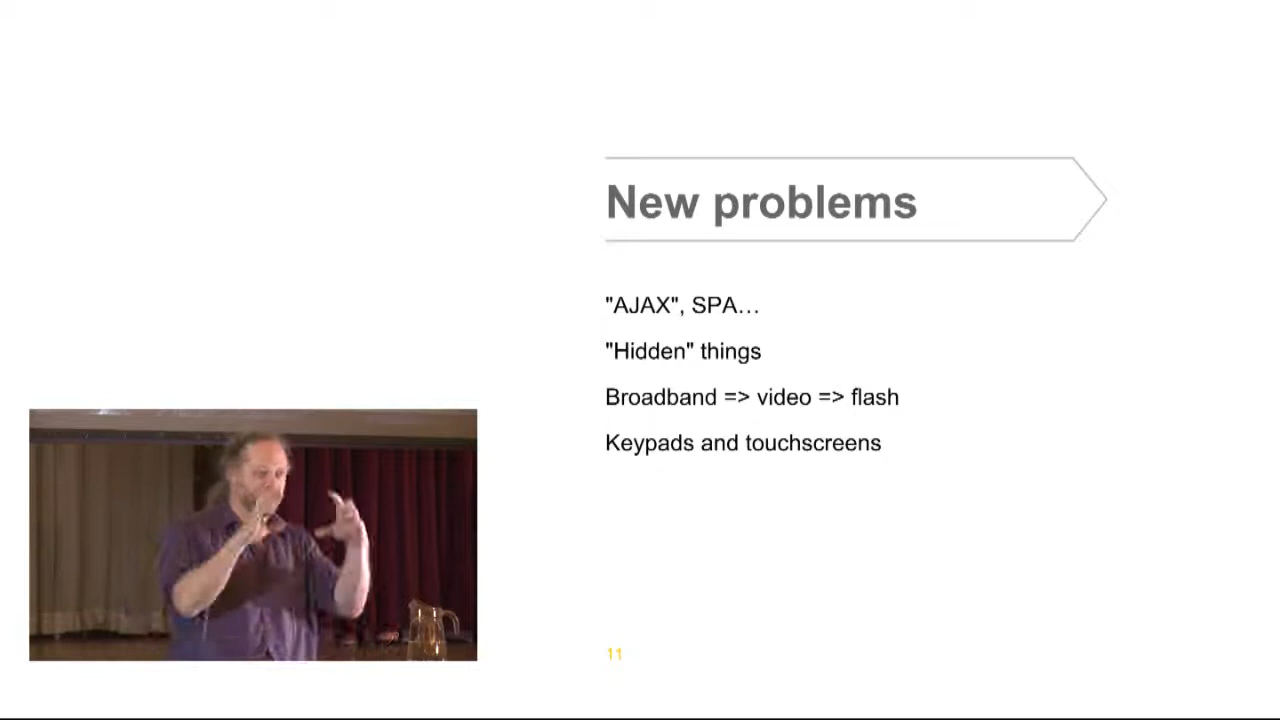 New problems
"AJAX", SPA…
"Hidden" things
Broadband => video => flash
Keypads and touchscreens
11